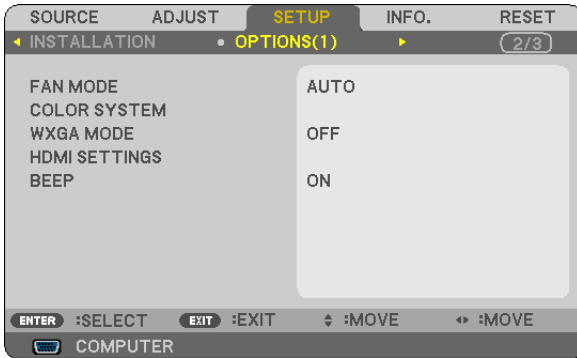 SOURCE ADJUST SETUP INFO. RESET
INSTALLATION • OPTIONS(1) 2/3
FAN MODE AUTO
COLOR SYSTEM
WXGA MODE OFF
HDMI SETTINGS
BEEP ON
ENTER :SELECT EXIT :EXIT :MOVE :MOVE
COMPUTER